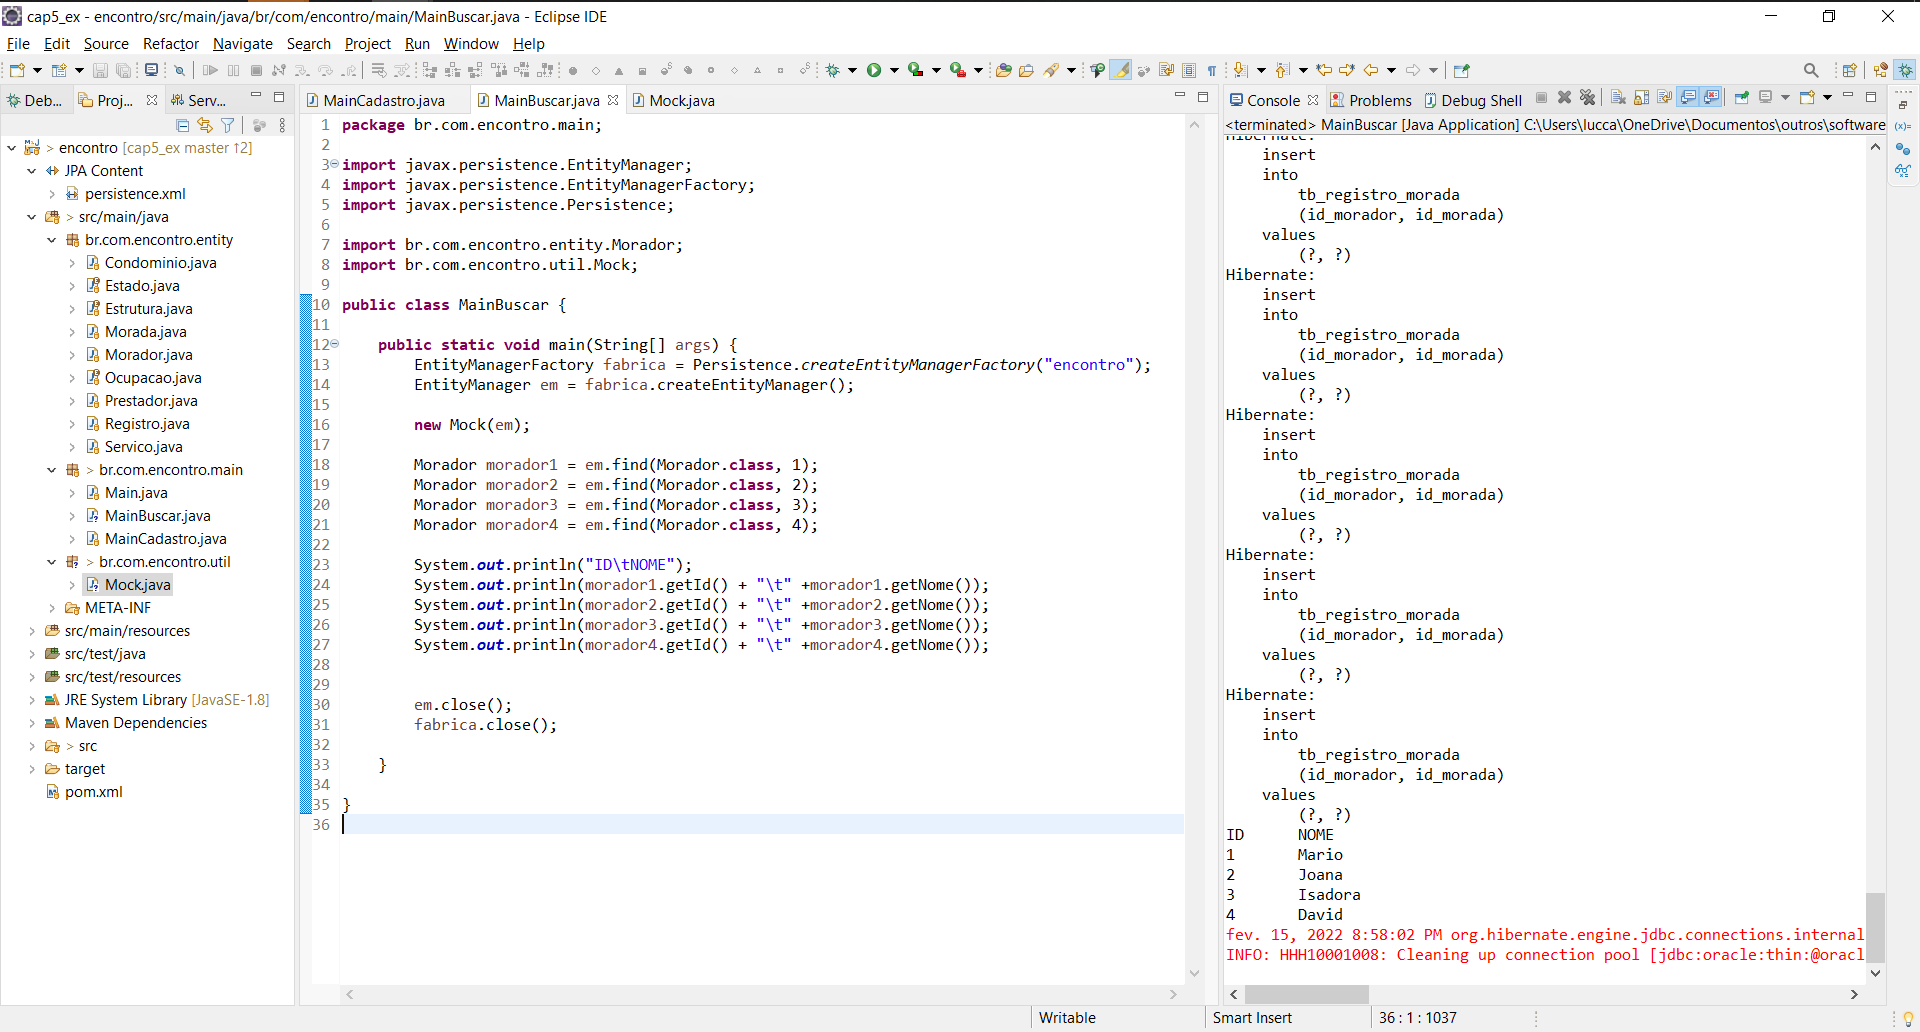 cap5_ex - encontro/src/main/java/br/com/encontro/main/MainBuscar.java - Eclipse IDE
File Edit Source Refactor Navigate Search Project Run Window Help
Deb... Proj... Serv...
encontro [cap5_ex master ↑2]
JPA Content
persistence.xml
> src/main/java
br.com.encontro.entity
Condominio.java
Estado.java
Estrutura.java
Morada.java
Morador.java
Ocupacao.java
Prestador.java
Registro.java
Servico.java
> br.com.encontro.main
Main.java
MainBuscar.java
MainCadastro.java
> br.com.encontro.util
Mock.java
META-INF
src/main/resources
src/test/java
src/test/resources
JRE System Library [JavaSE-1.8]
Maven Dependencies
> src
target
pom.xml
MainCadastro.java MainBuscar.java Mock.java
1 package br.com.encontro.main;
2
3 import javax.persistence.EntityManager;
4 import javax.persistence.EntityManagerFactory;
5 import javax.persistence.Persistence;
6
7 import br.com.encontro.entity.Morador;
8 import br.com.encontro.util.Mock;
9
10 public class MainBuscar {
11
12 public static void main(String[] args) {
13 EntityManagerFactory fabrica = Persistence.createEntityManagerFactory("encontro");
14 EntityManager em = fabrica.createEntityManager();
15
16 new Mock(em);
17
18 Morador morador1 = em.find(Morador.class, 1);
19 Morador morador2 = em.find(Morador.class, 2);
20 Morador morador3 = em.find(Morador.class, 3);
21 Morador morador4 = em.find(Morador.class, 4);
22
23 System.out.println("ID\tNOME");
24 System.out.println(morador1.getId() + "\t" +morador1.getNome());
25 System.out.println(morador2.getId() + "\t" +morador2.getNome());
26 System.out.println(morador3.getId() + "\t" +morador3.getNome());
27 System.out.println(morador4.getId() + "\t" +morador4.getNome());
28
29
30 em.close();
31 fabrica.close();
32
33 }
34
35 }
36
Console Problems Debug Shell
<terminated> MainBuscar [Java Application] C:\Users\lucca\OneDrive\Documentos\outros\software
Hibernate:
insert
into
tb_registro_morada
(id_morador, id_morada)
values
(?, ?)
Hibernate:
insert
into
tb_registro_morada
(id_morador, id_morada)
values
(?, ?)
Hibernate:
insert
into
tb_registro_morada
(id_morador, id_morada)
values
(?, ?)
Hibernate:
insert
into
tb_registro_morada
(id_morador, id_morada)
values
(?, ?)
Hibernate:
insert
into
tb_registro_morada
(id_morador, id_morada)
values
(?, ?)
ID NOME
1 Mario
2 Joana
3 Isadora
4 David
fev. 15, 2022 8:58:02 PM org.hibernate.engine.jdbc.connections.internal
INFO: HHH10001008: Cleaning up connection pool [jdbc:oracle:thin:@oracl
Writable Smart Insert 36 : 1 : 1037